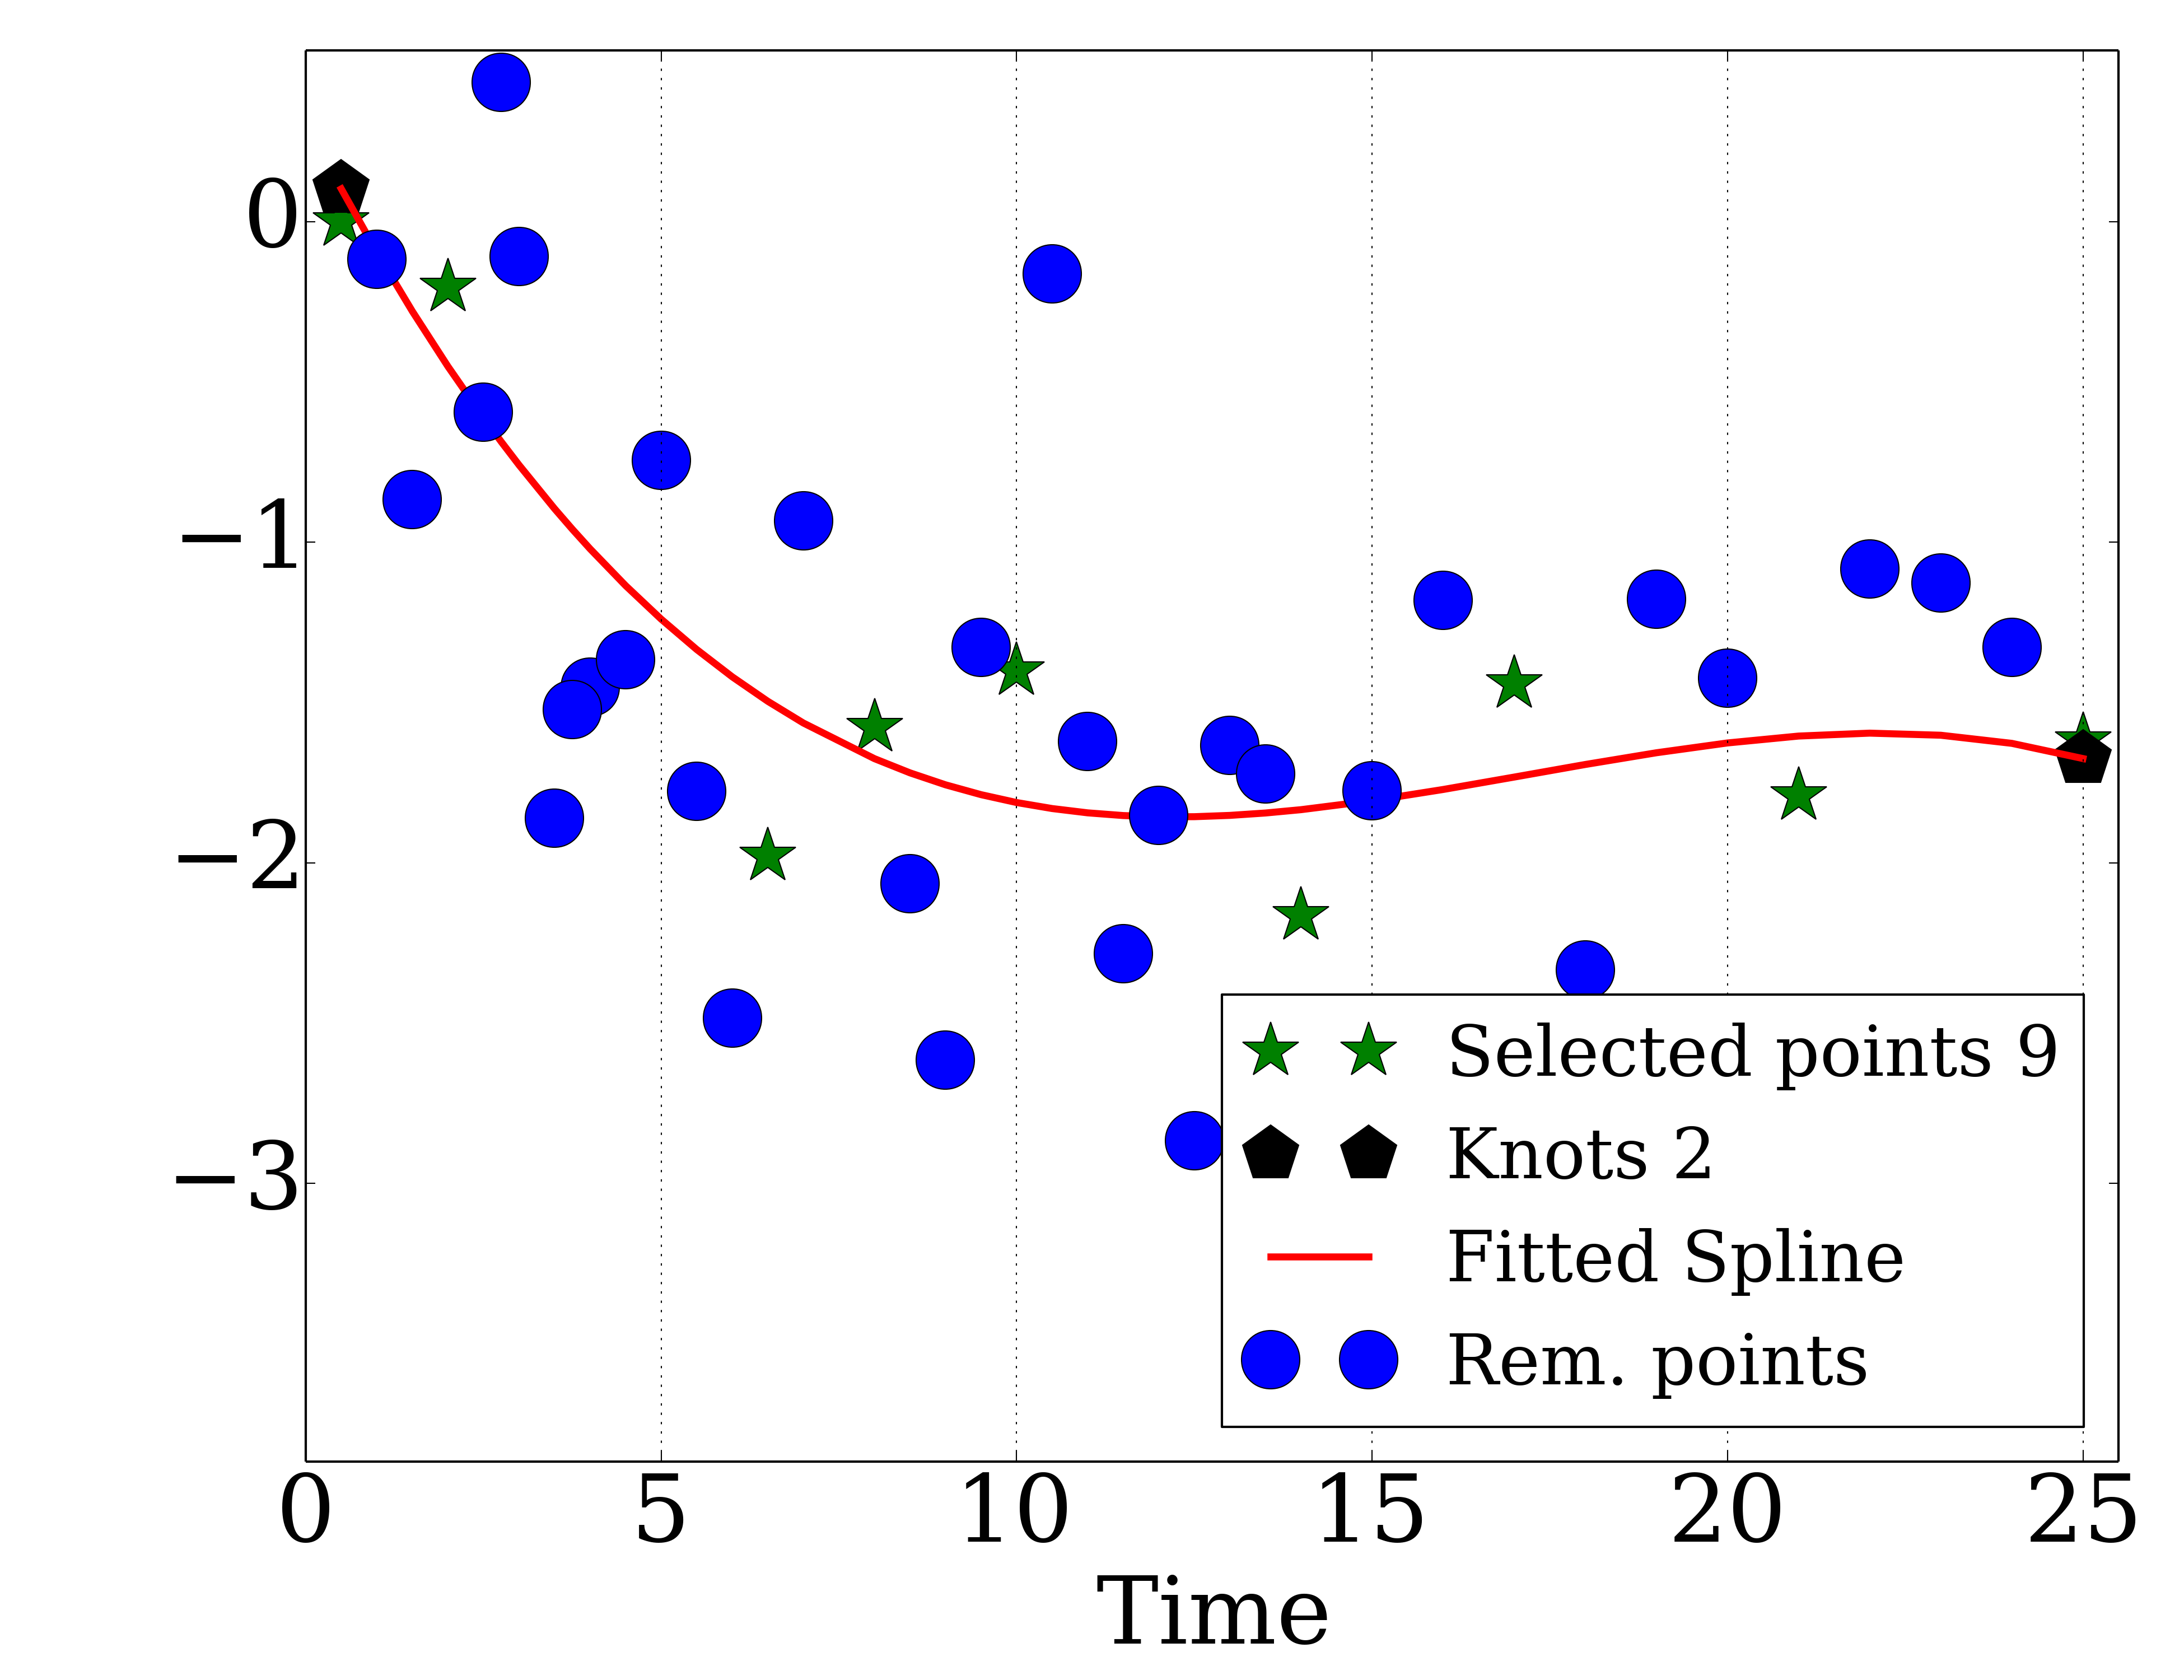 0
−1
−2
−3
Selected points 9
Knots 2
Fitted Spline
Rem. points
0 5 10 15 20 25
Time